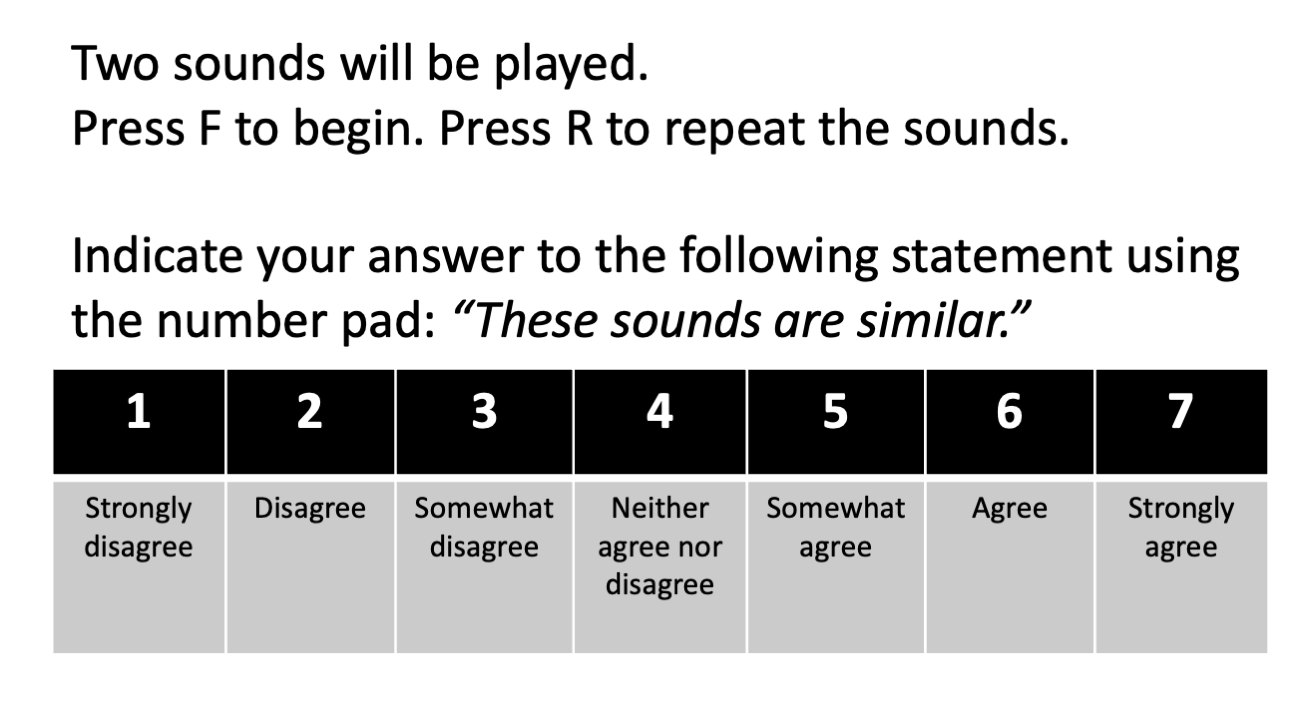 Two sounds will be played.
Press F to begin. Press R to repeat the sounds.
Indicate your answer to the following statement using
the number pad: “These sounds are similar.”
1 2 3 4 5 6 7
Strongly disagree Disagree Somewhat disagree Neither agree nor disagree Somewhat agree Agree Strongly agree